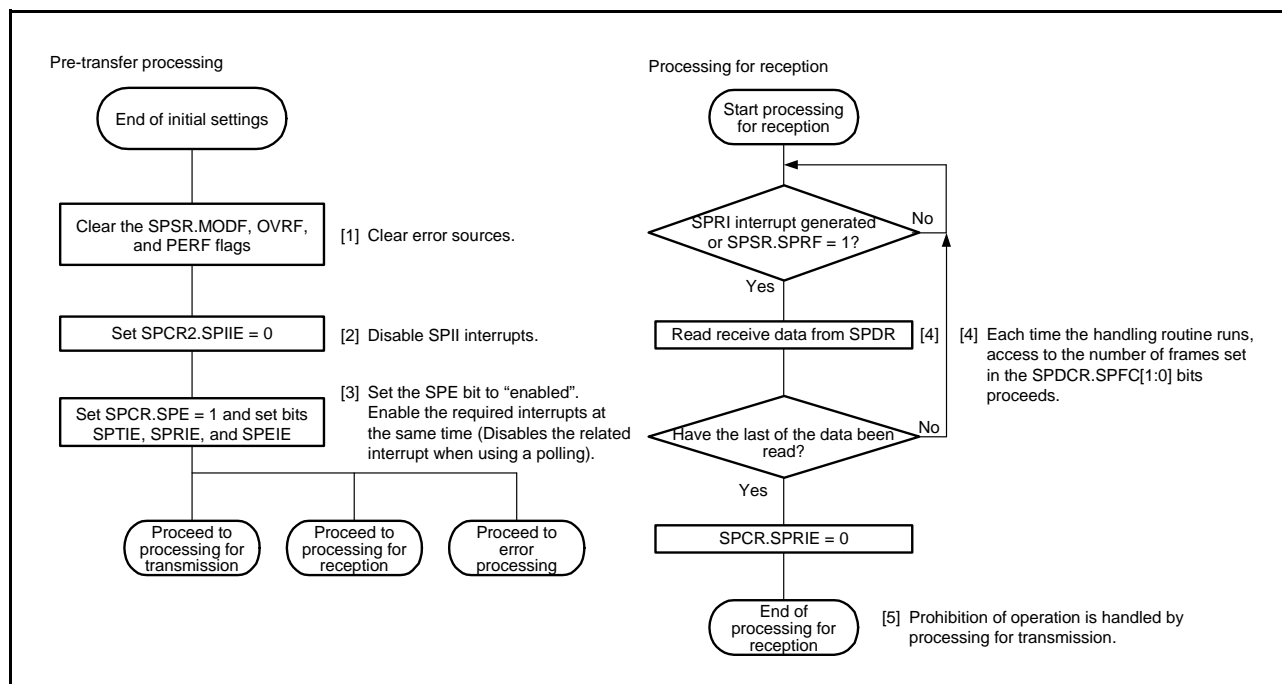 Pre-transfer processing
End of initial settings
Clear the SPSR.MODF, OVRF,
and PERF flags
[1] Clear error sources.
Set SPCR2.SPIIE = 0
[2] Disable SPII interrupts.
Set SPCR.SPE = 1 and set bits
SPTIE, SPRIE, and SPEIE
[3] Set the SPE bit to “enabled”.
Enable the required interrupts at
the same time (Disables the related
interrupt when using a polling).
Proceed to
processing for
transmission
Proceed to
processing for
reception
Proceed to
error
processing
Processing for reception
Start processing
for reception
SPRI interrupt generated
or SPSR.SPRF = 1?
No
Yes
Read receive data from SPDR
[4]
[4] Each time the handling routine runs,
access to the number of frames set
in the SPDCR.SPFC[1:0] bits
proceeds.
Have the last of the data been
read?
No
Yes
SPCR.SPRIE = 0
End of
processing for
reception
[5] Prohibition of operation is handled by
processing for transmission.